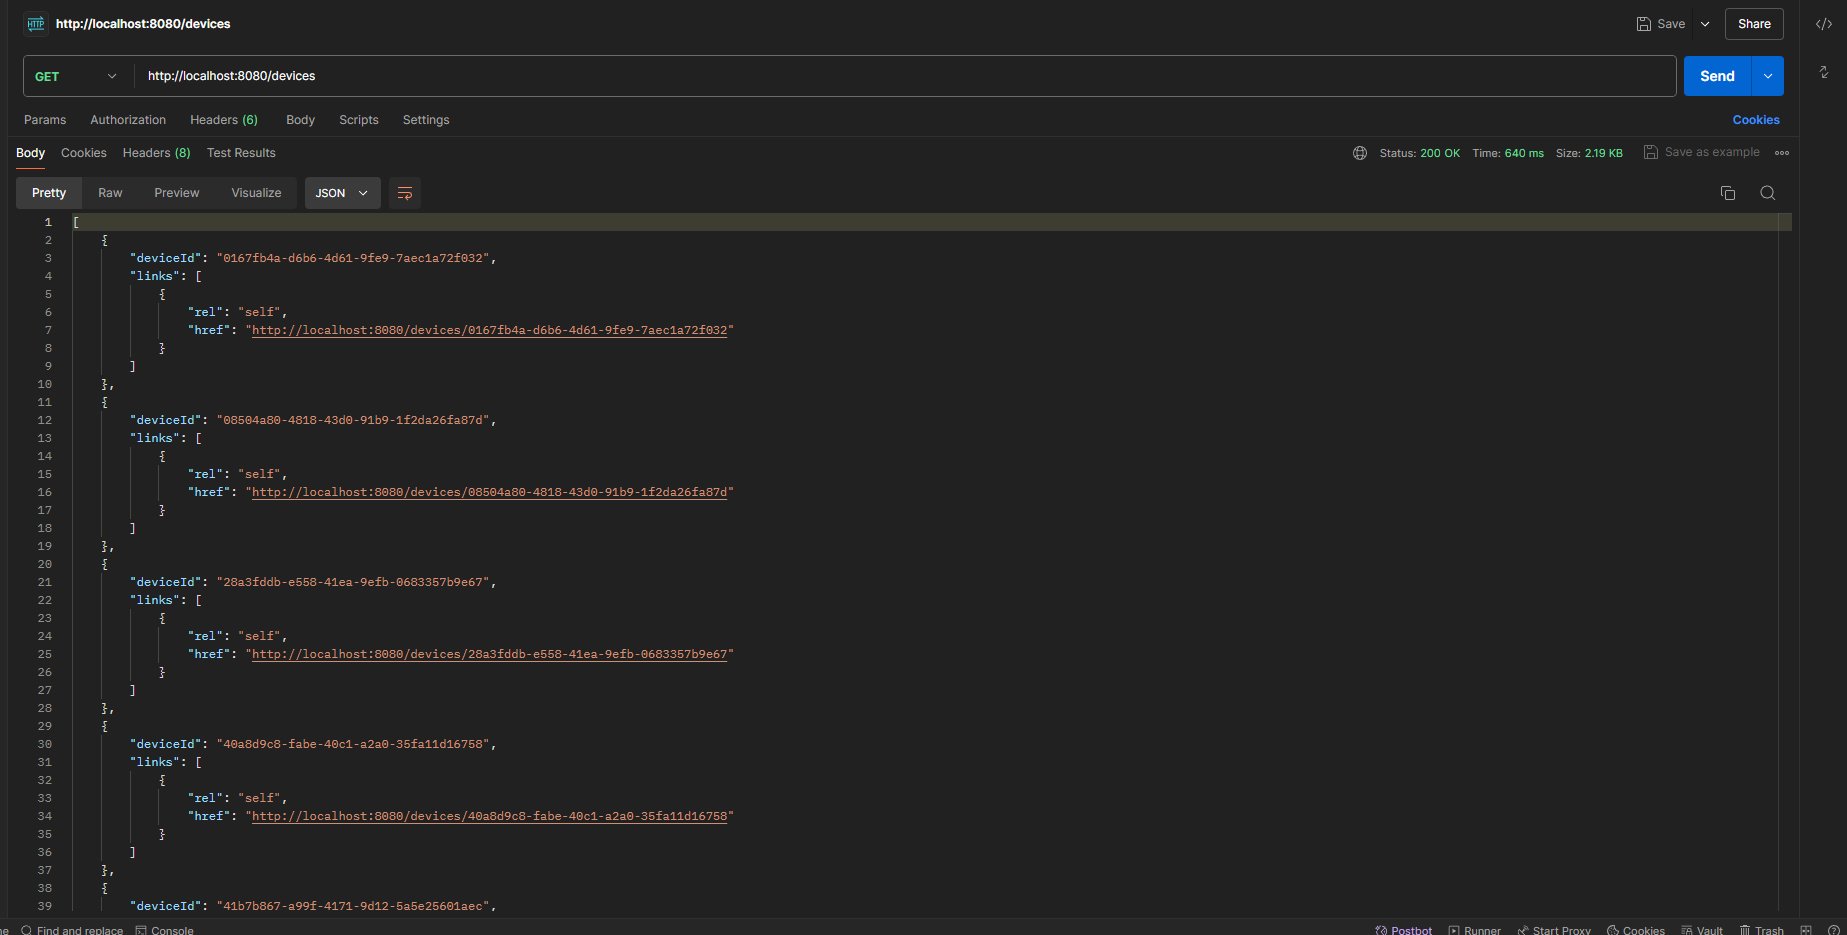 HTTP http://localhost:8080/devices Save Share </>
GET http://localhost:8080/devices Send
Params Authorization Headers (6) Body Scripts Settings Cookies
Body Cookies Headers (8) Test Results Status: 200 OK Time: 640 ms Size: 2.19 KB Save as example
Pretty Raw Preview Visualize JSON
1 [
2 {
3 "deviceId": "0167fb4a-d6b6-4d61-9fe9-7aec1a72f032",
4 "links": [
5 {
6 "rel": "self",
7 "href": "http://localhost:8080/devices/0167fb4a-d6b6-4d61-9fe9-7aec1a72f032"
8 }
9 ]
10 },
11 {
12 "deviceId": "08504a80-4818-43d0-91b9-1f2da26fa87d",
13 "links": [
14 {
15 "rel": "self",
16 "href": "http://localhost:8080/devices/08504a80-4818-43d0-91b9-1f2da26fa87d"
17 }
18 ]
19 },
20 {
21 "deviceId": "28a3fddb-e558-41ea-9efb-0683357b9e67",
22 "links": [
23 {
24 "rel": "self",
25 "href": "http://localhost:8080/devices/28a3fddb-e558-41ea-9efb-0683357b9e67"
26 }
27 ]
28 },
29 {
30 "deviceId": "40a8d9c8-fabe-40c1-a2a0-35fa11d16758",
31 "links": [
32 {
33 "rel": "self",
34 "href": "http://localhost:8080/devices/40a8d9c8-fabe-40c1-a2a0-35fa11d16758"
35 }
36 ]
37 },
38 {
39 "deviceId": "41b7b867-a99f-4171-9d12-5a5e25601aec",
Find and replace Console Postbot Runner Start Proxy Cookies Vault Trash